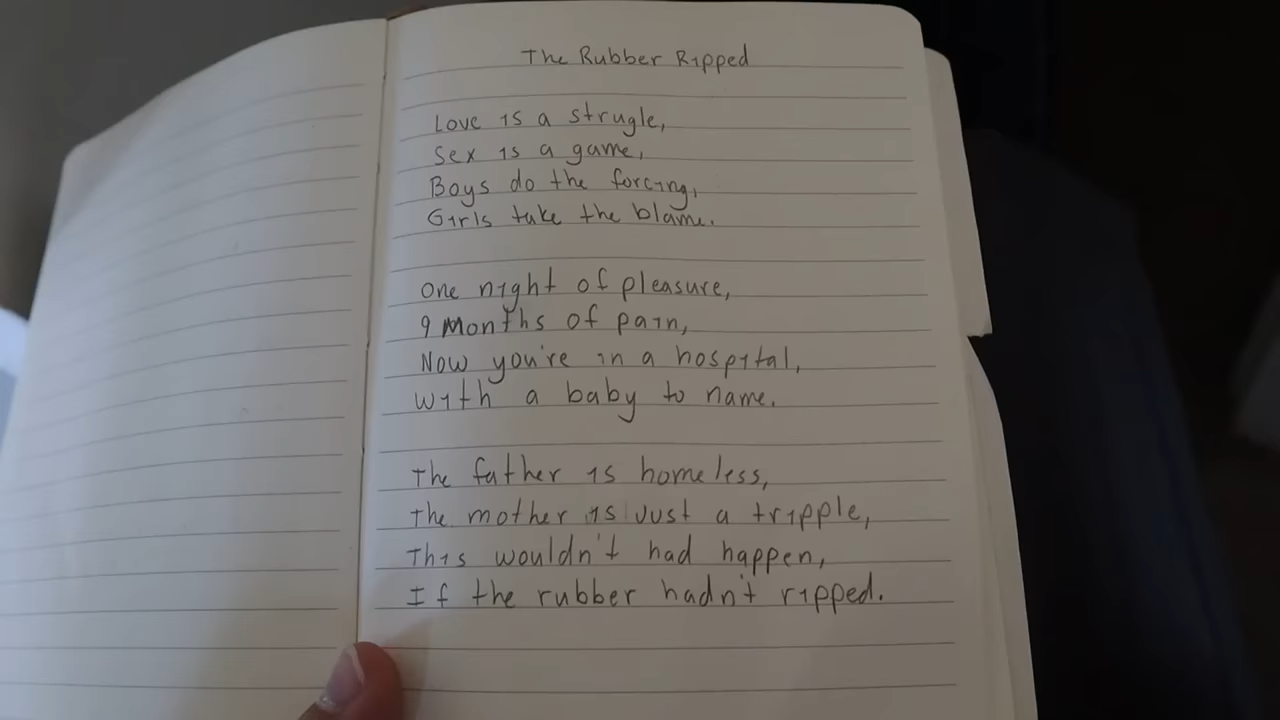 The Rubber Ripped
Love is a strugle,
Sex is a game,
Boys do the forcing,
Girls take the blame.
One night of pleasure,
9 Months of pain,
Now you're in a hospital,
With a baby to name.
The father is homeless,
The mother is Just a tripple,
This wouldn't had happen,
If the rubber hadn't ripped.